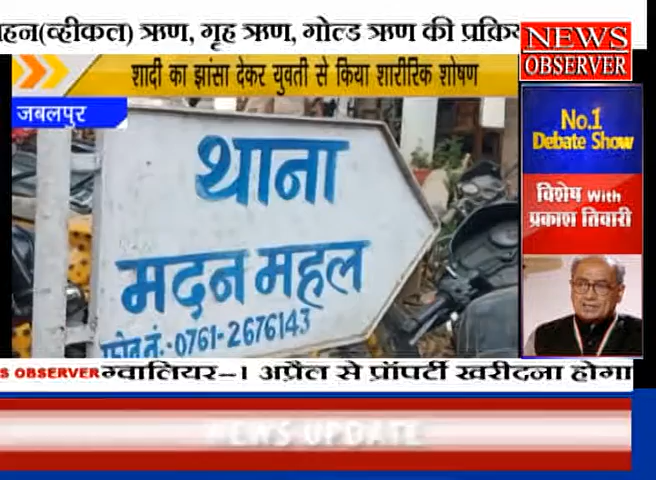 हन(व्हीकल) ऋण, गृह ऋण, गोल्ड ऋण की
NEWS
OBSERVER
शादी का झांसा देकर युवती से किया शारीरिक शोषण
जबलपुर
थाना
मदन महल
फोन नं.-0761-2676143
No.1
Debate Show
विशेष With
प्रकाश तिवारी
S OBSERVER ग्वालियर-1 अप्रैल से प्रॉपर्टी खरीदना होगा
NEWS UPDATE